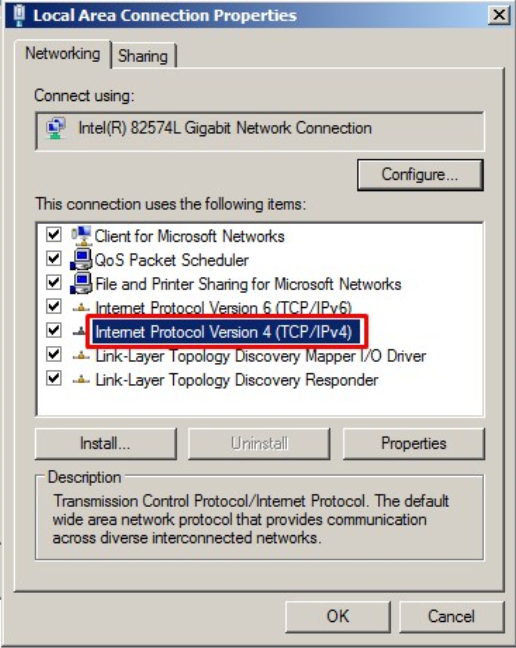 Local Area Connection Properties
Networking
Sharing
Connect using:
Intel(R) 82574L Gigabit Network Connection
Configure...
This connection uses the following items:
Client for Microsoft Networks
QoS Packet Scheduler
File and Printer Sharing for Microsoft Networks
Internet Protocol Version 6 (TCP/IPv6)
Internet Protocol Version 4 (TCP/IPv4)
Link-Layer Topology Discovery Mapper I/O Driver
Link-Layer Topology Discovery Responder
Install...
Uninstall
Properties
Description
Transmission Control Protocol/Internet Protocol. The default
wide area network protocol that provides communication
across diverse interconnected networks.
OK
Cancel